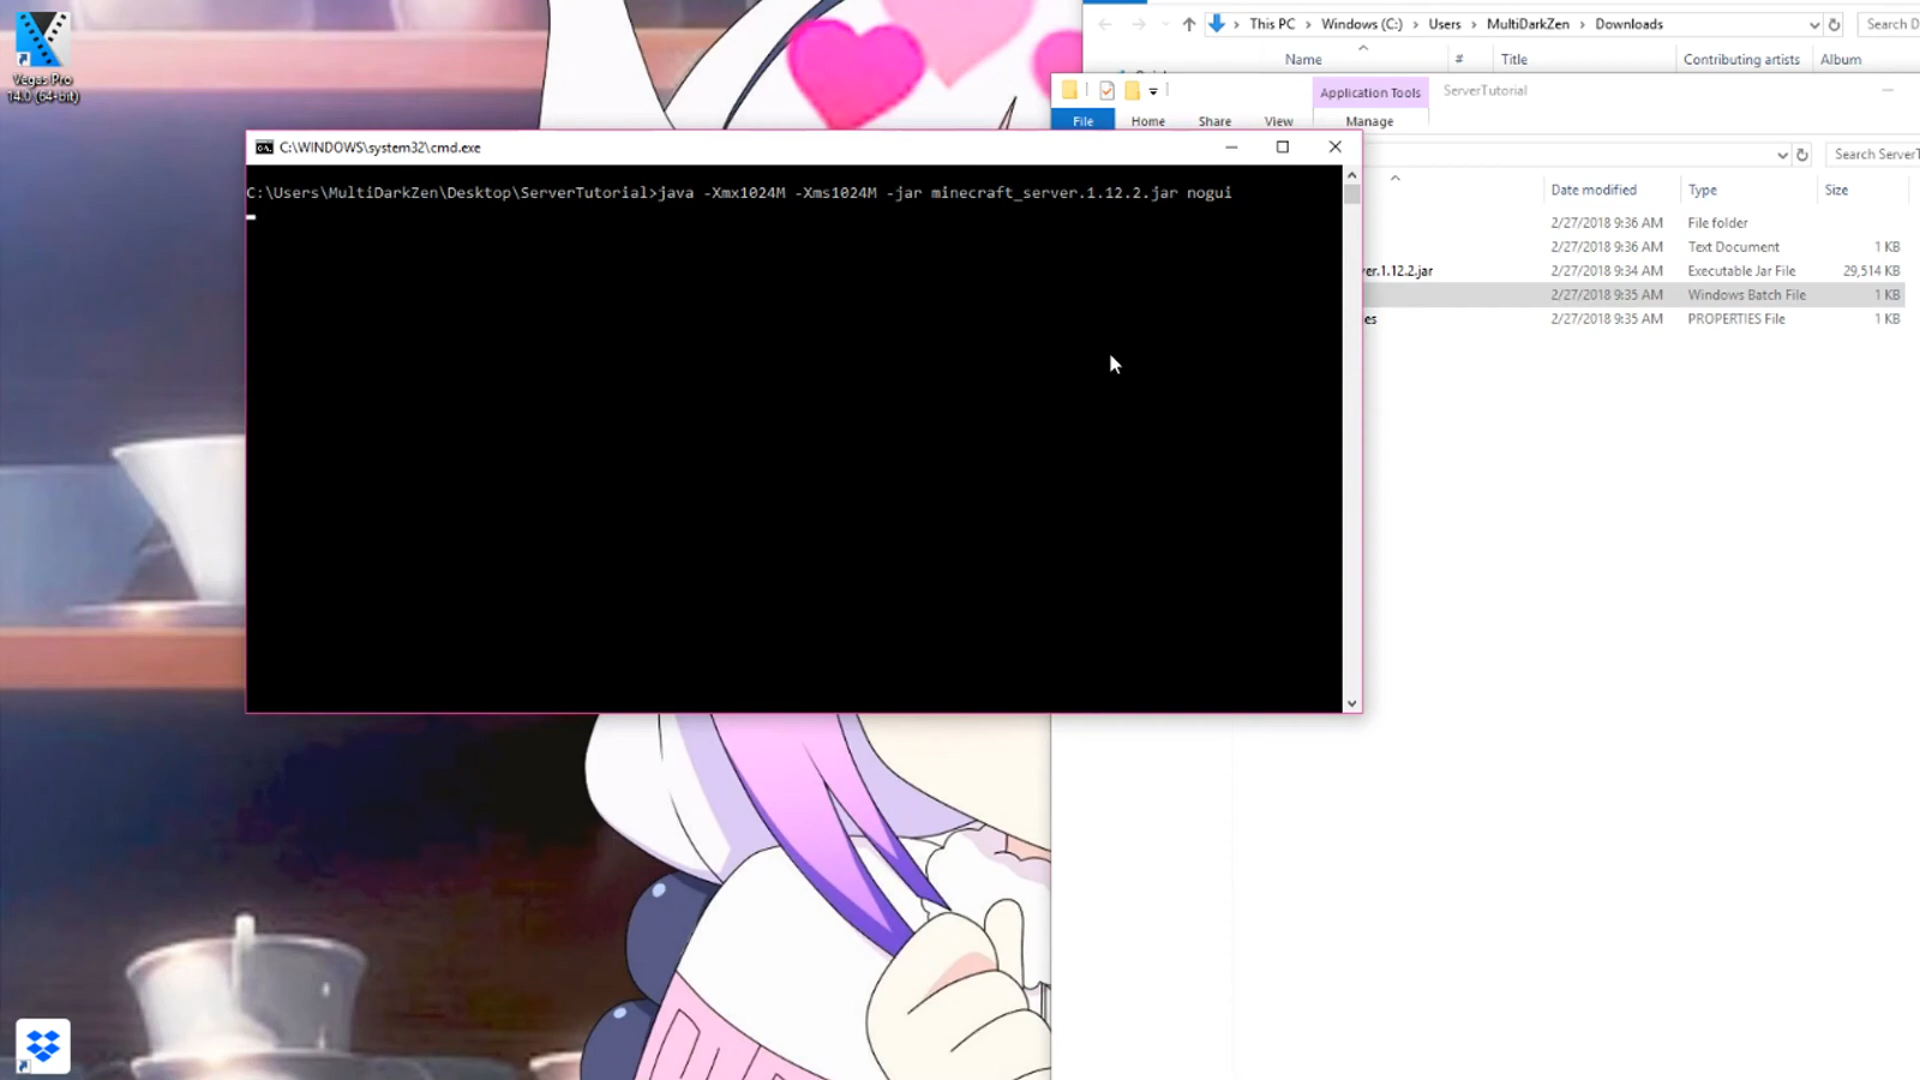 Vegas Pro
14.0 (64-bit)
This PC > Windows (C:) > Users > MultiDarkZen > Downloads
Search D
Name # Title Contributing artists Album
Application Tools
ServerTutorial
File Home Share View Manage
Search ServerT
Date modified Type Size
2/27/2018 9:36 AM File folder
2/27/2018 9:36 AM Text Document 1 KB
er.1.12.2.jar 2/27/2018 9:34 AM Executable Jar File 29,514 KB
2/27/2018 9:35 AM Windows Batch File 1 KB
es 2/27/2018 9:35 AM PROPERTIES File 1 KB
C:\WINDOWS\system32\cmd.exe
C:\Users\MultiDarkZen\Desktop\ServerTutorial>java -Xmx1024M -Xms1024M -jar minecraft_server.1.12.2.jar nogui